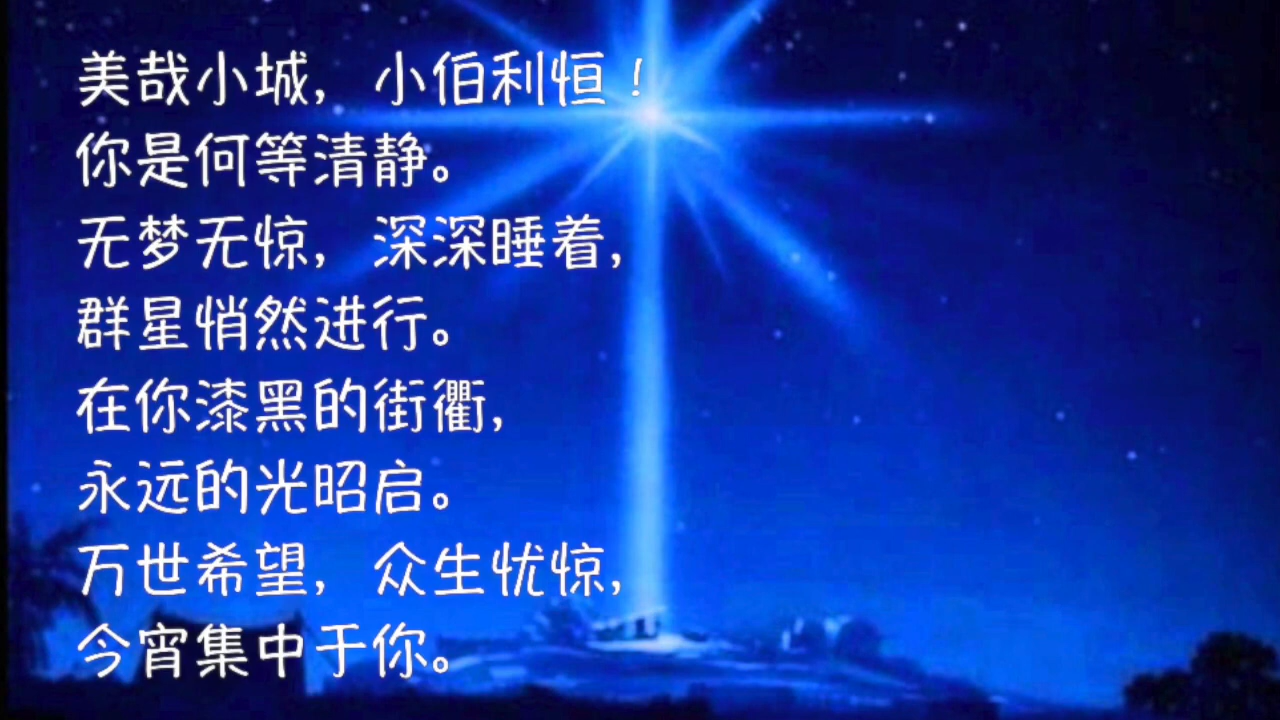 美哉小城，小伯利恒！
你是何等清静。
无梦无惊，深深睡着，
群星悄然进行。
在你漆黑的街衢，
永远的光昭启。
万世希望，众生忧惊，
今宵集中于你。